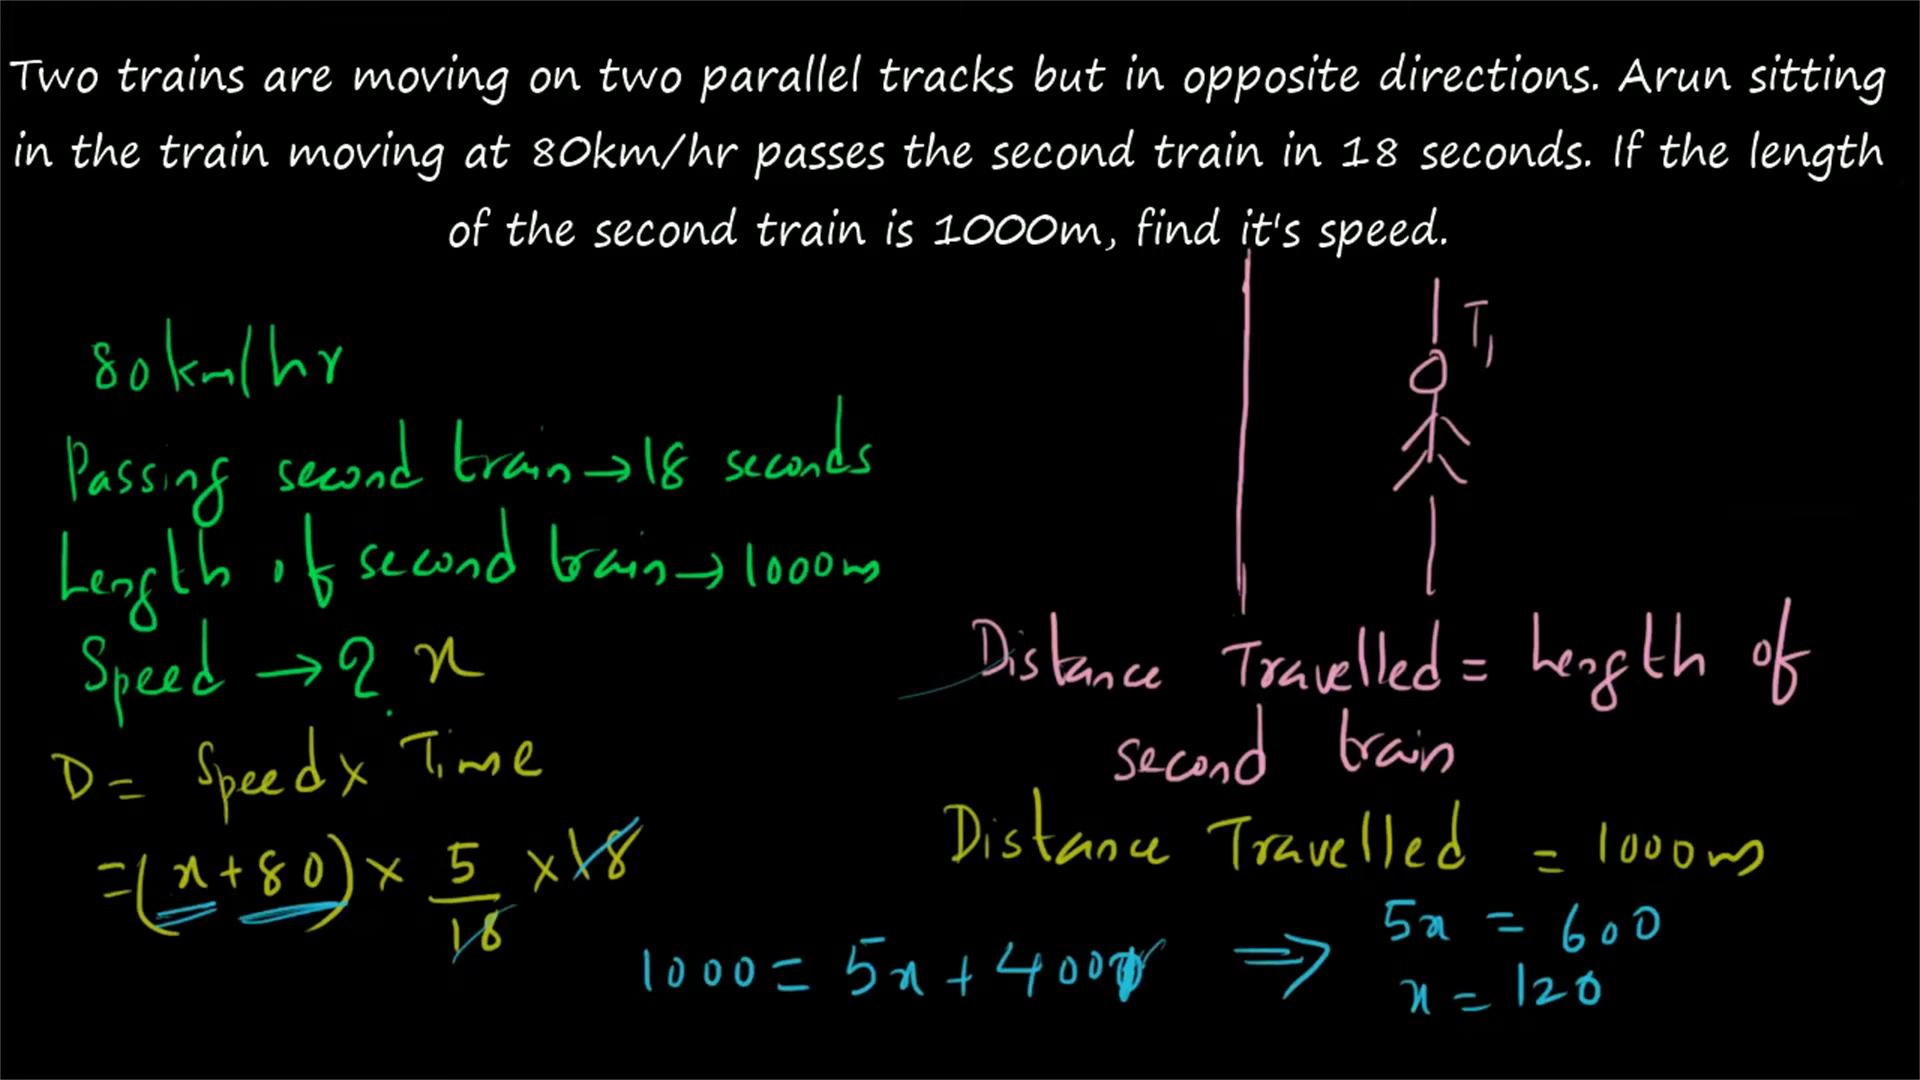 Two trains are moving on two parallel tracks but in opposite directions. Arun sitting
in the train moving at 80km/hr passes the second train in 18 seconds. If the length
of the second train is 1000m, find it's speed.
80 km/hr
Passing second train → 18 seconds
Length of second train → 1000m
Speed → ? x
D = Speed x Time
= (x + 80) x 5/18 x 18
T1
Distance Travelled = Length of
second train
Distance Travelled = 1000m
1000 = 5x + 400 ⇒ 5x = 600
x = 120